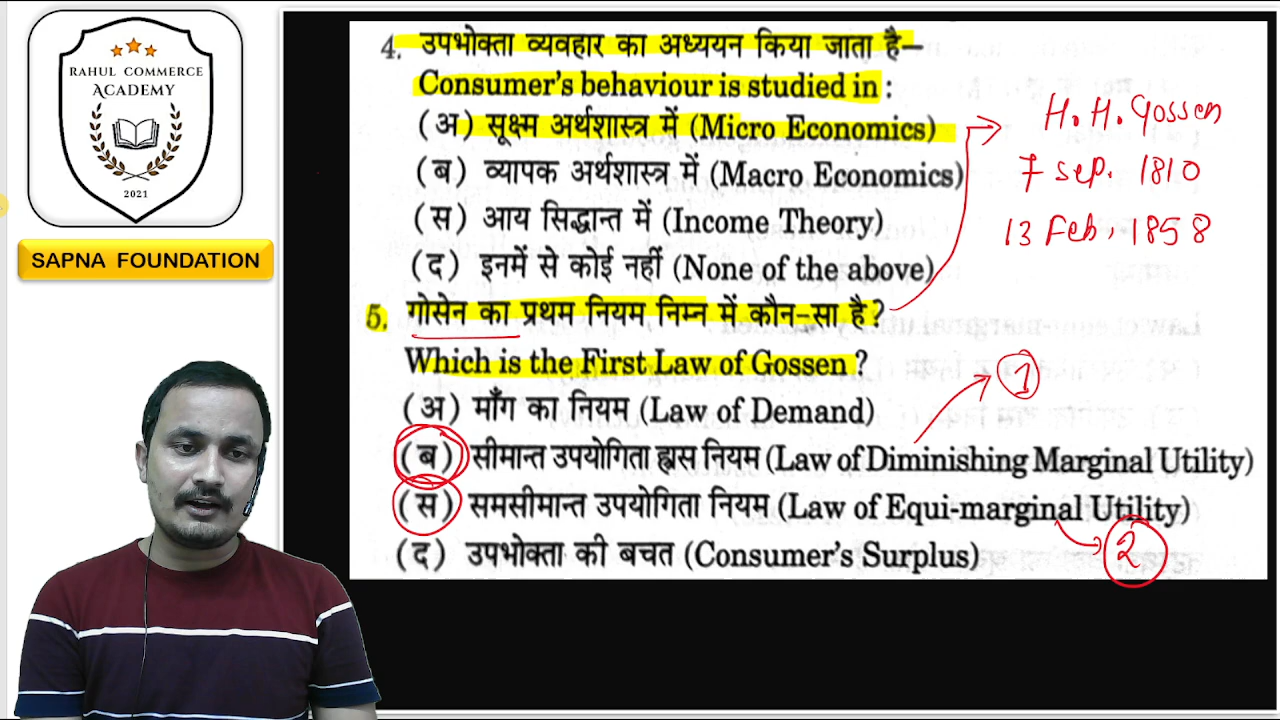 RAHUL COMMERCE
ACADEMY
2021
SAPNA FOUNDATION
4. उपभोक्ता व्यवहार का अध्ययन किया जाता है–
Consumer's behaviour is studied in :
(अ) सूक्ष्म अर्थशास्त्र में (Micro Economics)
(ब) व्यापक अर्थशास्त्र में (Macro Economics)
(स) आय सिद्धान्त में (Income Theory)
(द) इनमें से कोई नहीं (None of the above)
5. गोसेन का प्रथम नियम निम्न में कौन-सा है?
Which is the First Law of Gossen ?
(अ) माँग का नियम (Law of Demand)
(ब) सीमान्त उपयोगिता ह्रास नियम (Law of Diminishing Marginal Utility)
(स) समसीमान्त उपयोगिता नियम (Law of Equi-marginal Utility)
(द) उपभोक्ता की बचत (Consumer's Surplus)
H. H. Gossen
7 sep. 1810
13 Feb, 1858
1
2